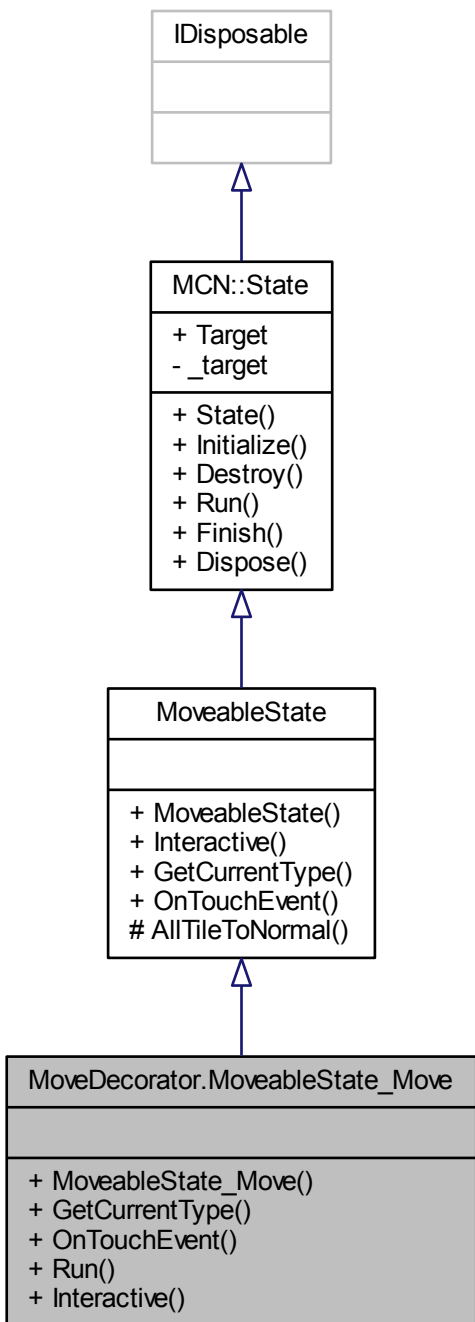 IDisposable
MCN::State
+ Target
- _target
+ State()
+ Initialize()
+ Destroy()
+ Run()
+ Finish()
+ Dispose()
MoveableState
+ MoveableState()
+ Interactive()
+ GetCurrentType()
+ OnTouchEvent()
# AllTileToNormal()
MoveDecorator.MoveableState_Move
+ MoveableState_Move()
+ GetCurrentType()
+ OnTouchEvent()
+ Run()
+ Interactive()